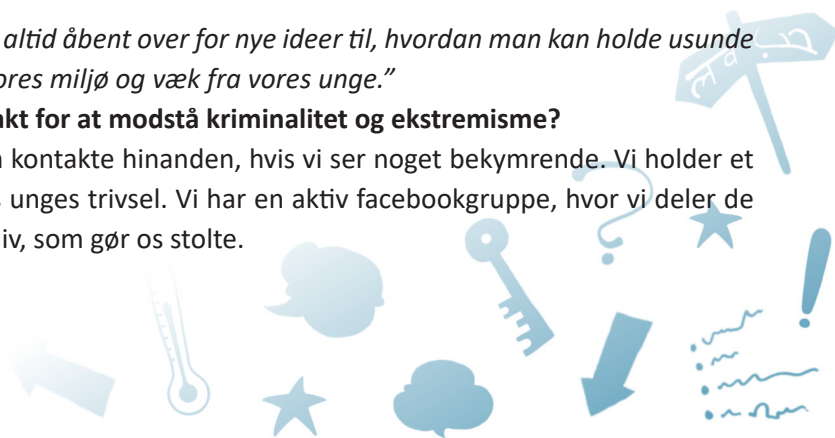 altid åbent over for nye ideer til, hvordan man kan holde usunde
ores miljø og væk fra vores unge.”
akt for at modstå kriminalitet og ekstremisme?
kontakte hinanden, hvis vi ser noget bekymrende. Vi holder et
unges trivsel. Vi har en aktiv facebookgruppe, hvor vi deler de
iv, som gør os stolte.